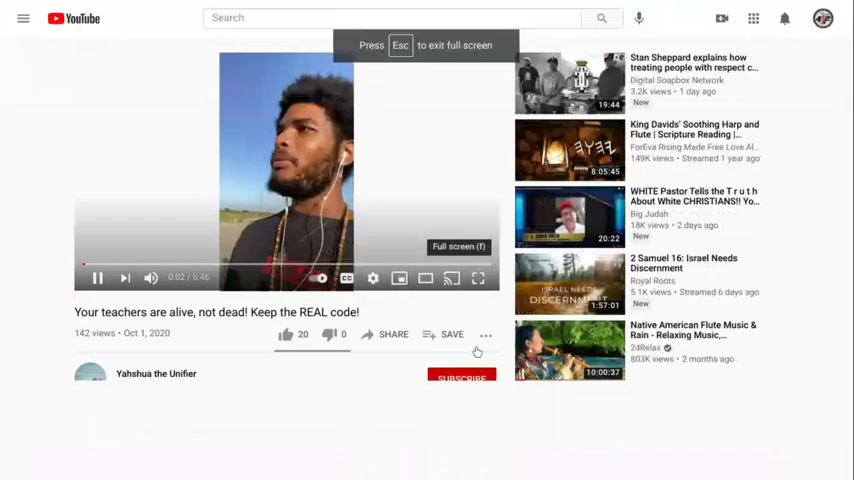 YouTube
Search
Press Esc to exit full screen
Full screen (f)
0:02 / 6:46
CC
Your teachers are alive, not dead! Keep the REAL code!
142 views • Oct 1, 2020
20
0
SHARE
SAVE
Yahshua the Unifier
SUBSCRIBE
19:44
Stan Sheppard explains how
treating people with respect c...
Digital Soapbox Network
3.2K views • 1 day ago
New
8:05:45
King Davids' Soothing Harp and
Flute | Scripture Reading |...
ForEva Rising Made Free Love Al...
149K views • Streamed 1 year ago
20:22
WHITE Pastor Tells the T r u t h
About White CHRISTIANS!! Yo...
Big Judah
18K views • 2 days ago
New
ISRAEL NEEDS
DISCERNMENT
1:57:01
2 Samuel 16: Israel Needs
Discernment
Royal Roots
5.1K views • Streamed 6 days ago
New
10:00:37
Native American Flute Music &
Rain - Relaxing Music,...
24Relax
803K views • 2 months ago